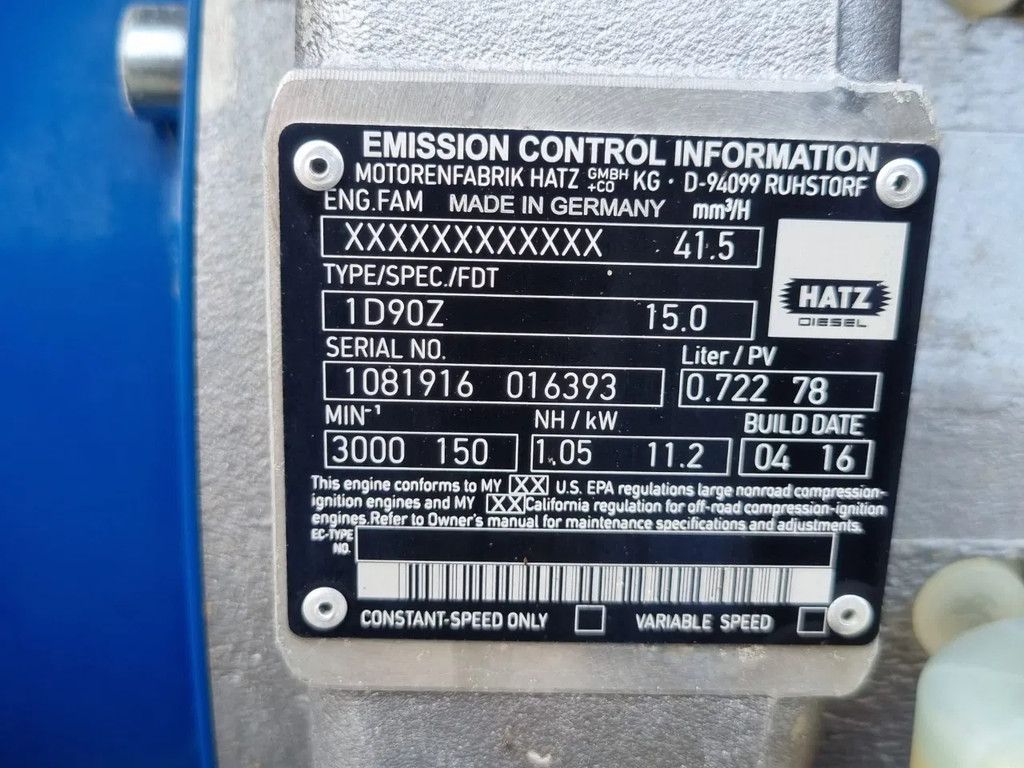 EMISSION CONTROL INFORMATION
MOTORENFABRIK HATZ GMBH +CO KG · D-94099 RUHSTORF
ENG.FAM MADE IN GERMANY mm³/H
XXXXXXXXXXXX 41.5
TYPE/SPEC./FDT
1D90Z 15.0
HATZ
DIESEL
SERIAL NO. Liter / PV
1081916 016393 0.722 78
MIN⁻¹ NH / kW BUILD DATE
3000 150 1.05 11.2 04 16
This engine conforms to MY XX U.S. EPA regulations large nonroad compression-
ignition engines and MY XX California regulation for off-road compression-ignition
engines. Refer to Owner's manual for maintenance specifications and adjustments.
EC-TYPE
NO.
CONSTANT-SPEED ONLY VARIABLE SPEED